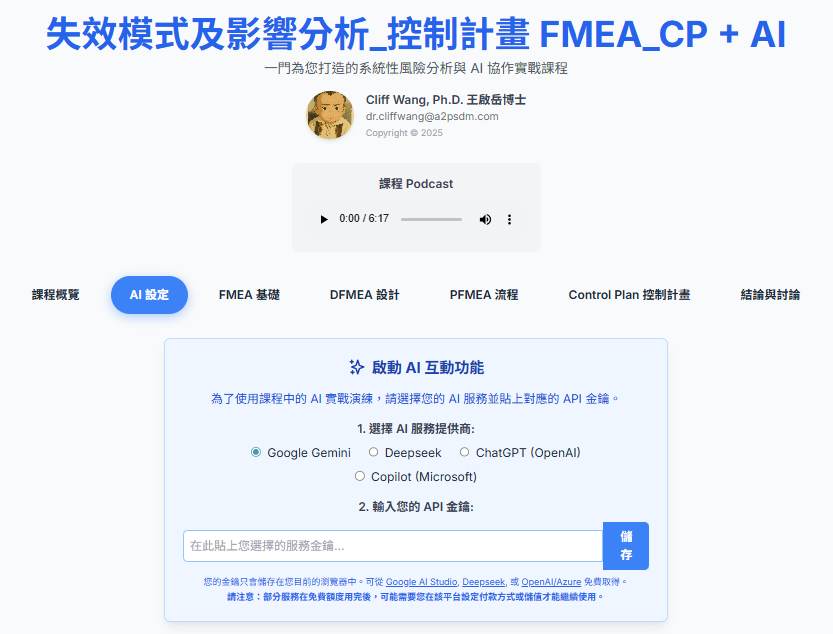 失效模式及影響分析_控制計畫 FMEA_CP + AI
一門為您打造的系統性風險分析與 AI 協作實戰課程
Cliff Wang, Ph.D. 王啟岳博士
dr.cliffwang@a2psdm.com
Copyright © 2025
課程 Podcast
0:00 / 6:17
課程概覽 AI 設定 FMEA 基礎 DFMEA 設計 PFMEA 流程 Control Plan 控制計畫 結論與討論
啟動 AI 互動功能
為了使用課程中的 AI 實戰演練，請選擇您的 AI 服務並貼上對應的 API 金鑰。
1. 選擇 AI 服務提供商:
Google Gemini Deepseek ChatGPT (OpenAI)
Copilot (Microsoft)
2. 輸入您的 API 金鑰:
在此貼上您選擇的服務金鑰...
儲
存
您的金鑰只會儲存在您目前的瀏覽器中。可從 Google AI Studio, Deepseek, 或 OpenAI/Azure 免費取得。
請注意：部分服務在免費額度用完後，可能需要您在該平台設定付款方式或儲值才能繼續使用。